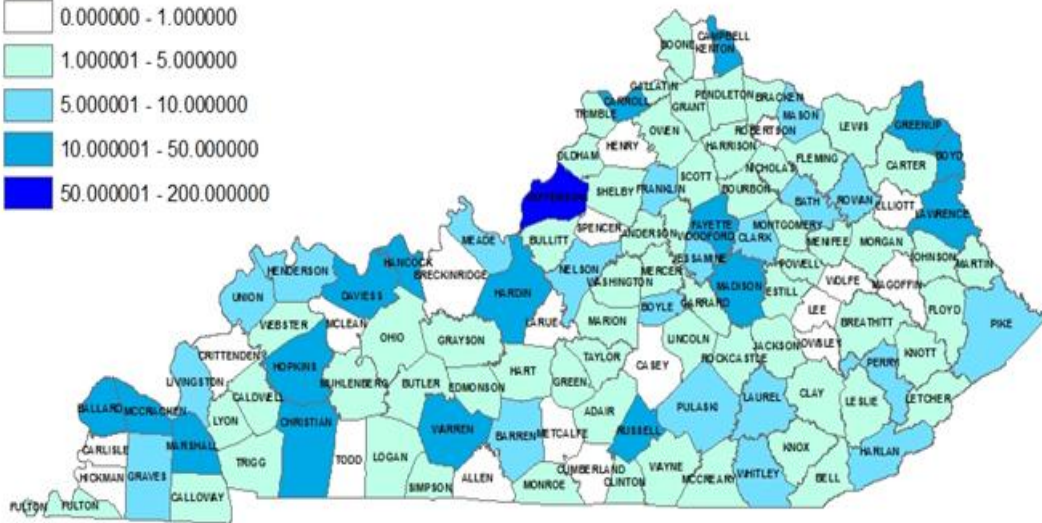 0.000000 - 1.000000
1.000001 - 5.000000
5.000001 - 10.000000
10.000001 - 50.000000
50.000001 - 200.000000
BOONE
CAMPBELL
KENTON
GALLATIN
CARROLL
TRIMBLE
PENDLETON
BRACKEN
GRANT
MASON
OWEN
ROBERTSON
LEWIS
GREENUP
HENRY
HARRISON
BOYD
OLDHAM
NICHOLAS
FLEMING
CARTER
SCOTT
SHELBY
FRANKLIN
BOURBON
BATH
ROWAN
ELLIOTT
LAWRENCE
SPENCER
FAYETTE
ANDERSON
WOODFORD
CLARK
MONTGOMERY
BULLITT
MENIFEE
MORGAN
MEADE
JESSAMINE
JOHNSON
MARTIN
HANCOCK
BRECKINRIDGE
NELSON
MERCER
POWELL
HENDERSON
WASHINGTON
MADISON
ESTILL
WOLFE
MAGOFFIN
UNION
DAVIESS
HARDIN
BOYLE
GARRARD
LEE
FLOYD
WEBSTER
MCLEAN
LARUE
MARION
BREATHITT
PIKE
OHIO
GRAYSON
LINCOLN
JACKSON
OWSLEY
CRITTENDEN
TAYLOR
CASEY
ROCKCASTLE
PERRY
KNOTT
HOPKINS
HART
GREEN
LIVINGSTON
MUHLENBERG
BUTLER
EDMONSON
CALDWELL
ADAIR
PULASKI
LAUREL
CLAY
LESLIE
LETCHER
BALLARD
MCCRACKEN
LYON
CHRISTIAN
WARREN
BARREN
METCALFE
RUSSELL
MARSHALL
KNOX
HARLAN
CARLISLE
TRIGG
TODD
LOGAN
WAYNE
HICKMAN
GRAVES
ALLEN
CUMBERLAND
WHITLEY
BELL
SIMPSON
MONROE
CLINTON
MCCREARY
CALLOWAY
FULTON
FULTON